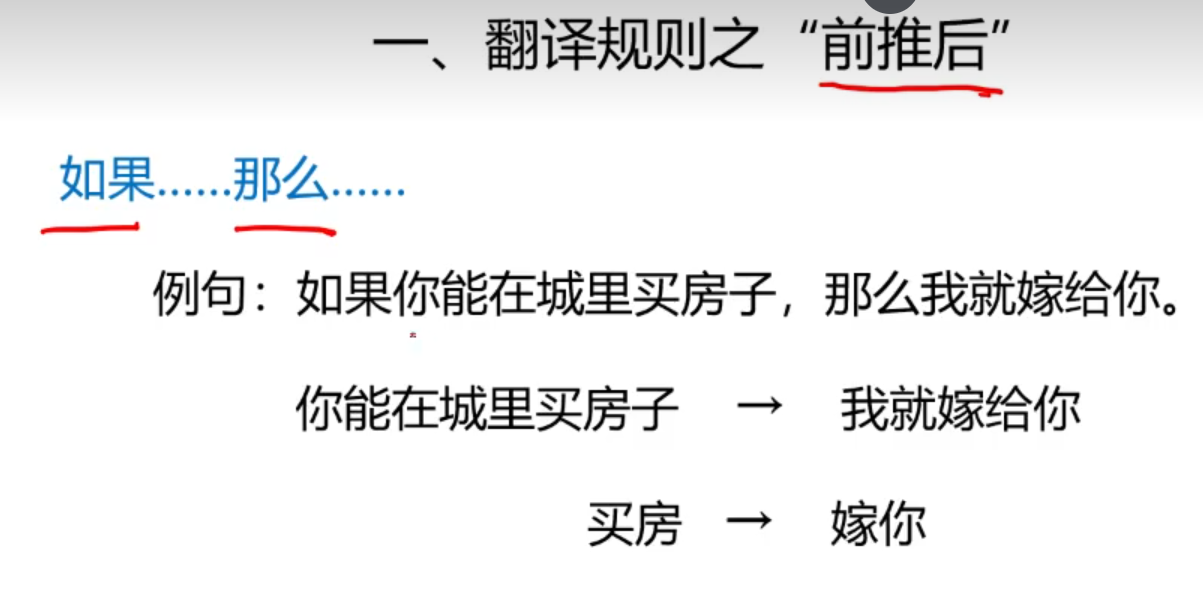 一、翻译规则之“前推后”
如果……那么……
例句：如果你能在城里买房子，那么我就嫁给你。
你能在城里买房子 → 我就嫁给你
买房 → 嫁你